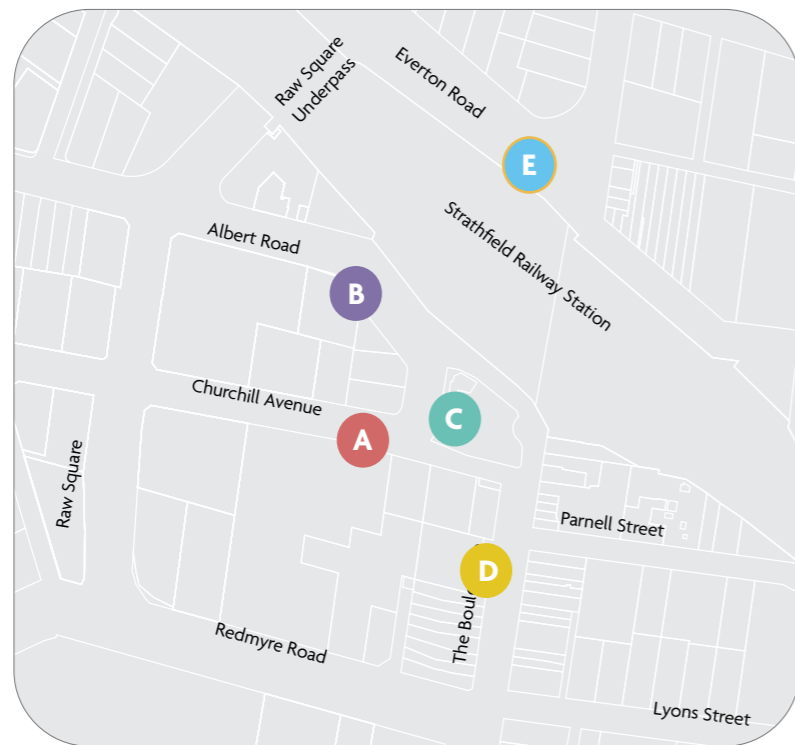 Raw Square
Underpass
Everton Road
E
Strathfield Railway Station
Albert Road
B
Churchill Avenue
A
C
Raw Square
Parnell Street
D
The Boul
Redmyre Road
Lyons Street